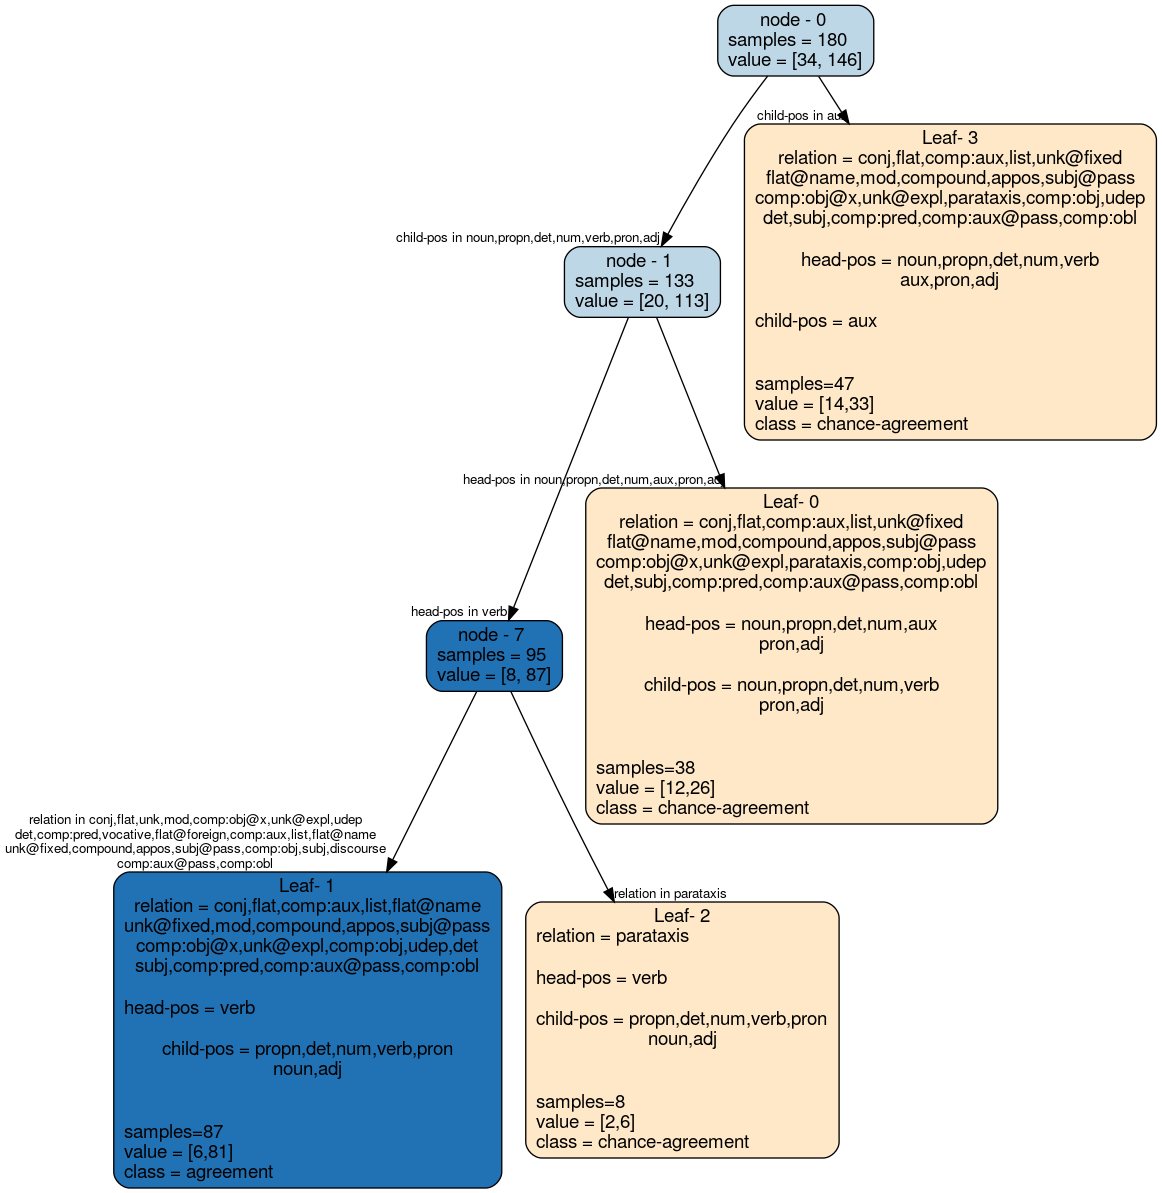 node - 0
samples = 180
value = [34, 146]
child-pos in au
Leaf- 3
relation = conj,flat,comp:aux,list,unk@fixed
flat@name,mod,compound,appos,subj@pass
comp:obj@x,unk@expl,parataxis,comp:obj,udep
det,subj,comp:pred,comp:aux@pass,comp:obl
head-pos = noun,propn,det,num,verb
aux,pron,adj
child-pos = aux
samples=47
value = [14,33]
class = chance-agreement
child-pos in noun,propn,det,num,verb,pron,adj
node - 1
samples = 133
value = [20, 113]
head-pos in noun,propn,det,num,aux,pron,ad
Leaf- 0
relation = conj,flat,comp:aux,list,unk@fixed
flat@name,mod,compound,appos,subj@pass
comp:obj@x,unk@expl,parataxis,comp:obj,udep
det,subj,comp:pred,comp:aux@pass,comp:obl
head-pos = noun,propn,det,num,aux
pron,adj
child-pos = noun,propn,det,num,verb
pron,adj
samples=38
value = [12,26]
class = chance-agreement
head-pos in verb
node - 7
samples = 95
value = [8, 87]
relation in conj,flat,unk,mod,comp:obj@x,unk@expl,udep
det,comp:pred,vocative,flat@foreign,comp:aux,list,flat@name
unk@fixed,compound,appos,subj@pass,comp:obj,subj,discourse
comp:aux@pass,comp:obl
Leaf- 1
relation = conj,flat,comp:aux,list,flat@name
unk@fixed,mod,compound,appos,subj@pass
comp:obj@x,unk@expl,comp:obj,udep,det
subj,comp:pred,comp:aux@pass,comp:obl
head-pos = verb
child-pos = propn,det,num,verb,pron
noun,adj
samples=87
value = [6,81]
class = agreement
relation in parataxis
Leaf- 2
relation = parataxis
head-pos = verb
child-pos = propn,det,num,verb,pron
noun,adj
samples=8
value = [2,6]
class = chance-agreement